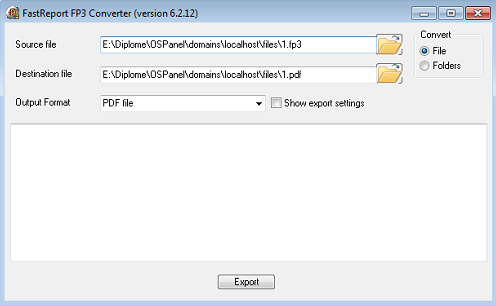 FastReport FP3 Converter (version 6.2.12)
Source file
E:\Diplome\OSPanel\domains\localhost\files\1.fp3
Convert
File
Folders
Destination file
E:\Diplome\OSPanel\domains\localhost\files\1.pdf
Output Format
PDF file
Show export settings
Export